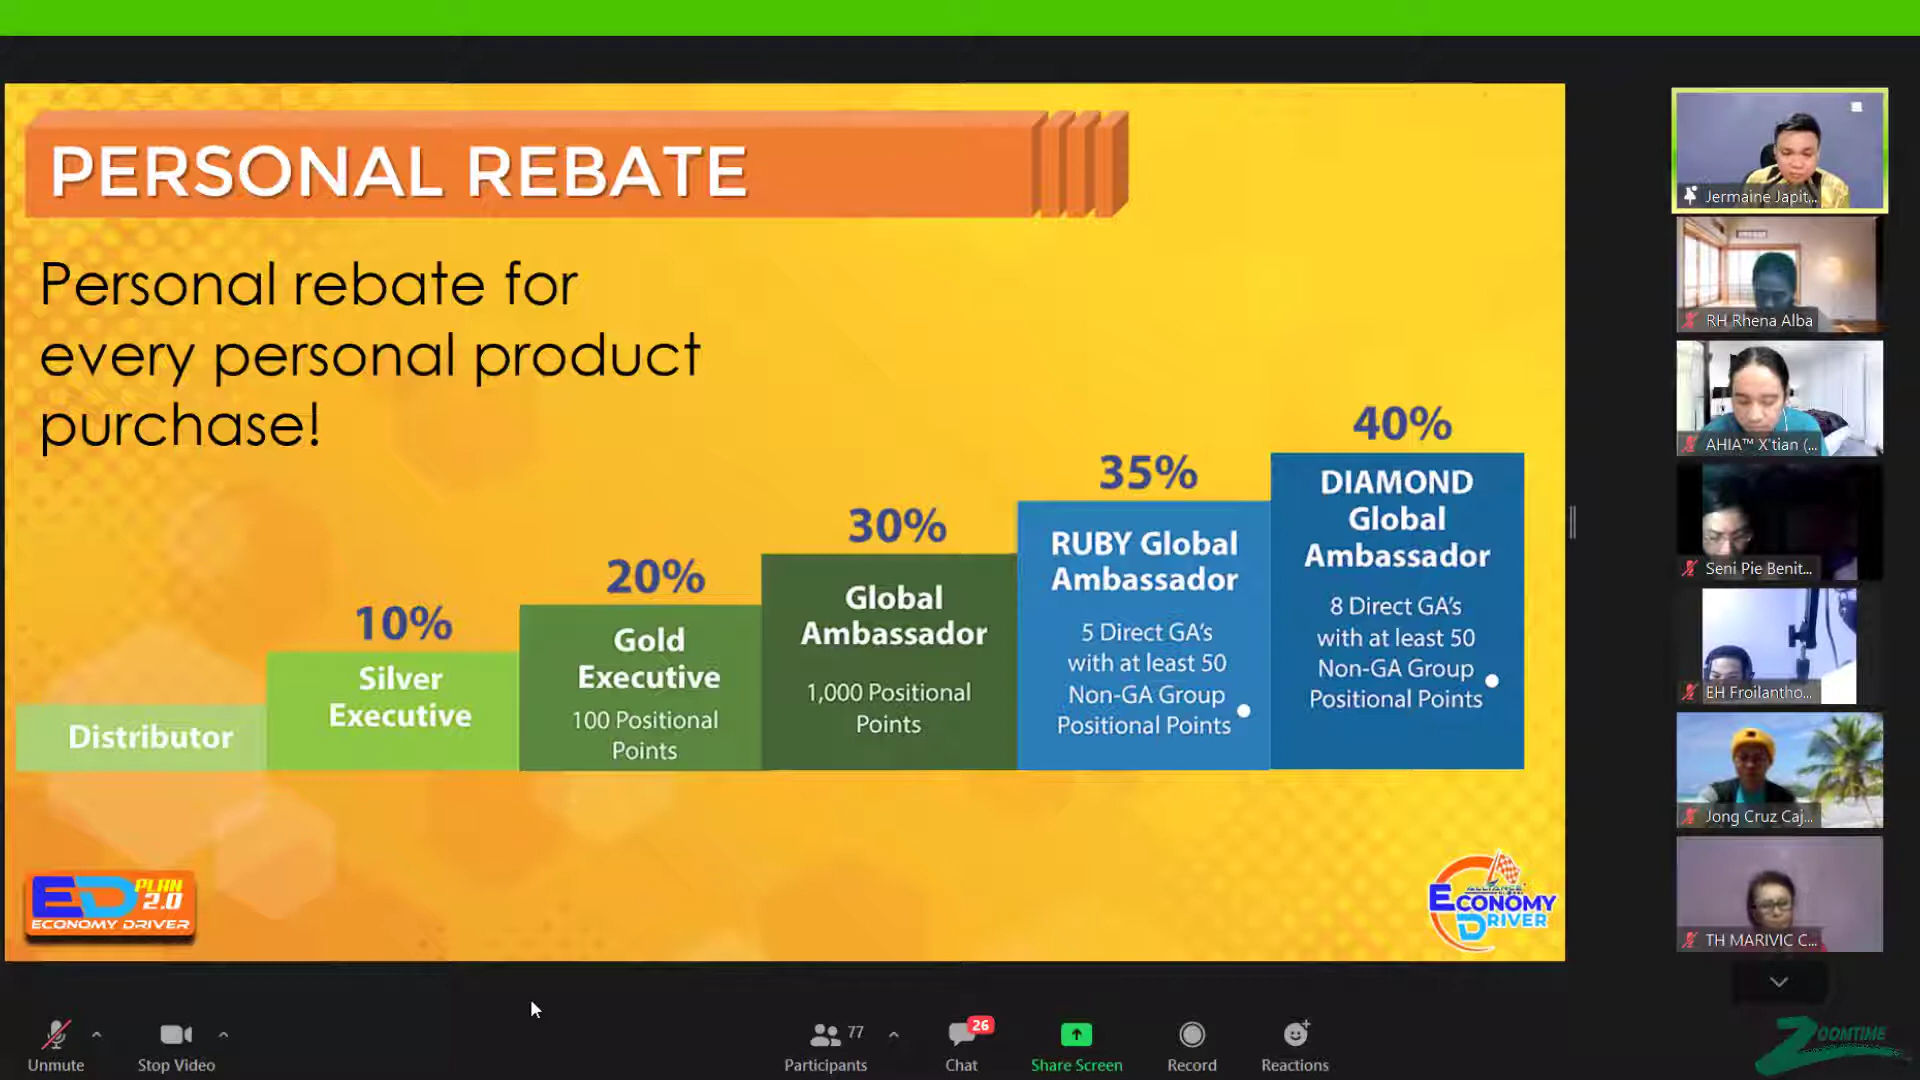 PERSONAL REBATE
Personal rebate for
every personal product
purchase!
Distributor
10%
Silver
Executive
20%
Gold
Executive
100 Positional
Points
30%
Global
Ambassador
1,000 Positional
Points
35%
RUBY Global
Ambassador
5 Direct GA's
with at least 50
Non-GA Group
Positional Points
40%
DIAMOND
Global
Ambassador
8 Direct GA's
with at least 50
Non-GA Group
Positional Points
ED PLAN
2.0
ECONOMY DRIVER
ALLIANCE
ECONOMY
DRIVER
Jermaine Japit...
RH Rhena Alba
AHIA™ X'tian (...
Seni Pie Benit...
EH Froilantho...
Jong Cruz Caj...
TH MARIVIC C...
Unmute
Stop Video
77
Participants
26
Chat
Share Screen
Record
Reactions
ZOOMTIME